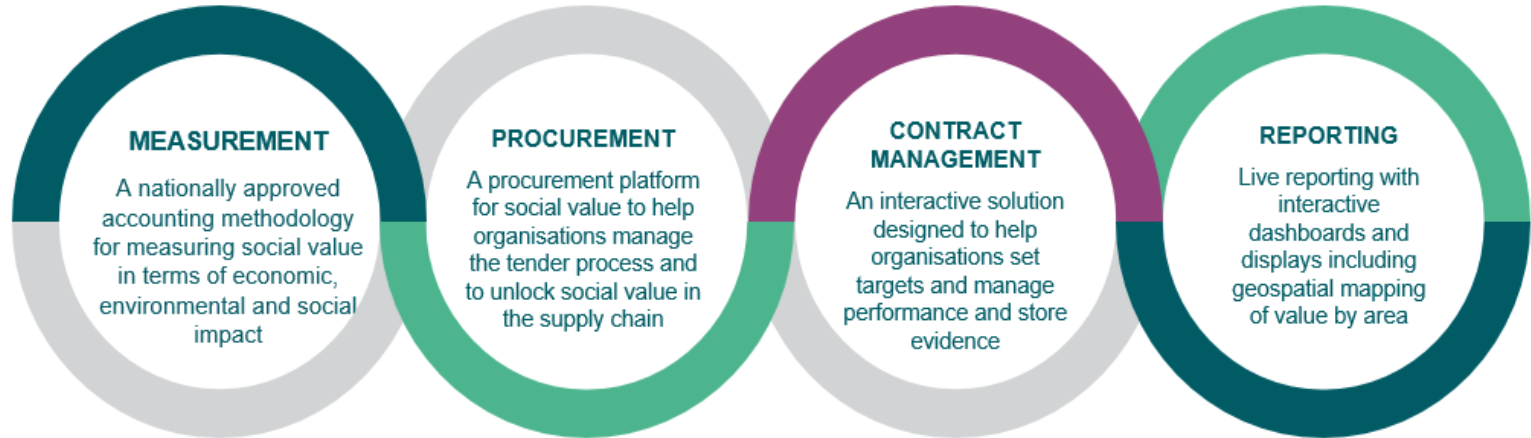 MEASUREMENT
A nationally approved
accounting methodology
for measuring social value
in terms of economic,
environmental and social
impact
PROCUREMENT
A procurement platform
for social value to help
organisations manage
the tender process and
to unlock social value in
the supply chain
CONTRACT
MANAGEMENT
An interactive solution
designed to help
organisations set
targets and manage
performance and store
evidence
REPORTING
Live reporting with
interactive
dashboards and
displays including
geospatial mapping
of value by area